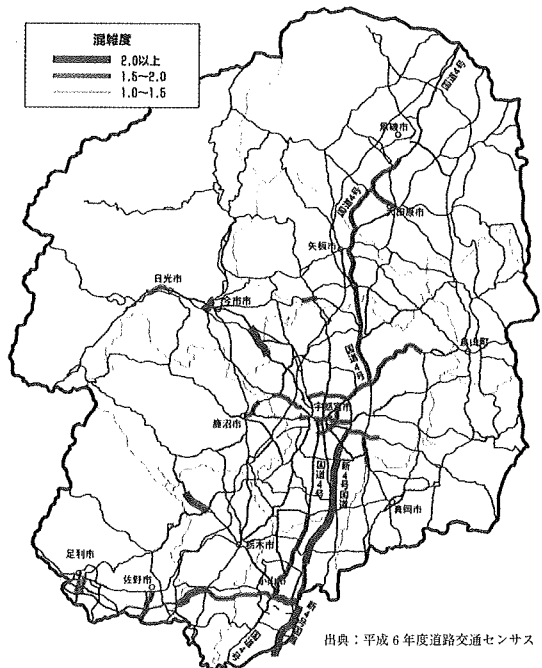 混雑度
2.0以上
1.5〜2.0
1.0〜1.5
国道4号
黒磯市
国道4号
大田原市
矢板市
日光市
今市市
国道4号
烏山町
宇都宮市
鹿沼市
国道4号
新4号国道
真岡市
栃木市
足利市
佐野市
小山市
国道4号
新4号国道
出典：平成6年度道路交通センサス